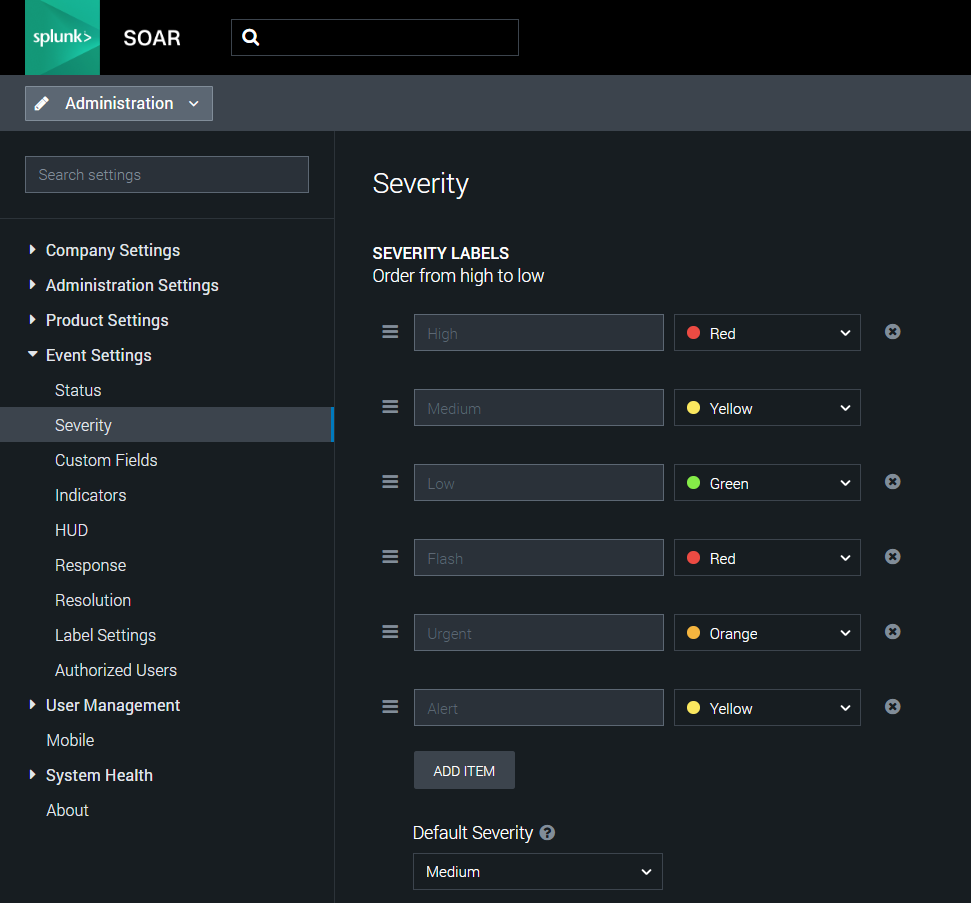 splunk> SOAR
Administration
Search settings
Company Settings
Administration Settings
Product Settings
Event Settings
Status
Severity
Custom Fields
Indicators
HUD
Response
Resolution
Label Settings
Authorized Users
User Management
Mobile
System Health
About
Severity
SEVERITY LABELS
Order from high to low
High Red
Medium Yellow
Low Green
Flash Red
Urgent Orange
Alert Yellow
ADD ITEM
Default Severity ?
Medium